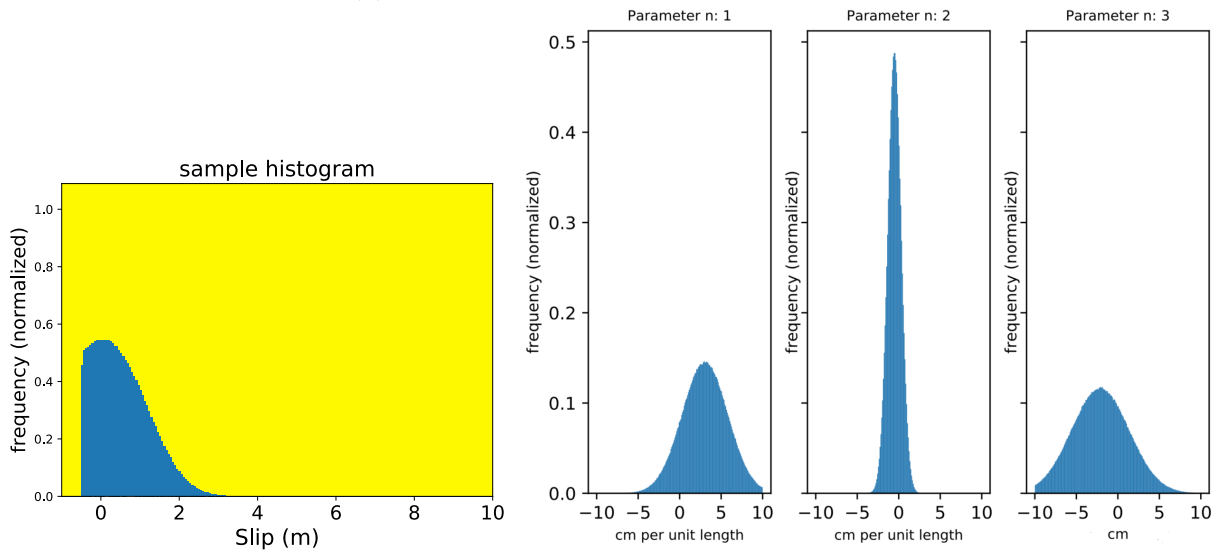 sample histogram
frequency (normalized)
1.0
0.8
0.6
0.4
0.2
0.0
0 2 4 6 8 10
Slip (m)
Parameter n: 1
frequency (normalized)
0.5
0.4
0.3
0.2
0.1
0.0
−10 −5 0 5 10
cm per unit length
Parameter n: 2
frequency (normalized)
−10 −5 0 5 10
cm per unit length
Parameter n: 3
frequency (normalized)
−10 −5 0 5 10
cm